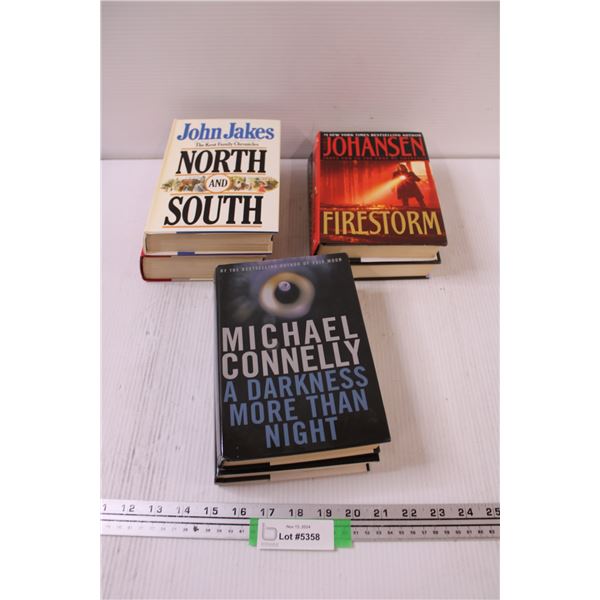 John Jakes
The Kent Family Chronicles
NORTH
AND
SOUTH
#1 NEW YORK TIMES BESTSELLING AUTHOR
JOHANSEN
FIRESTORM
BY THE BESTSELLING AUTHOR OF VOID MOON
MICHAEL
CONNELLY
A DARKNESS
MORE THAN
NIGHT
12 13 14 15 16 17 18 19 20 21 22 23 24 25
Nov 15, 2024
Lot #5358